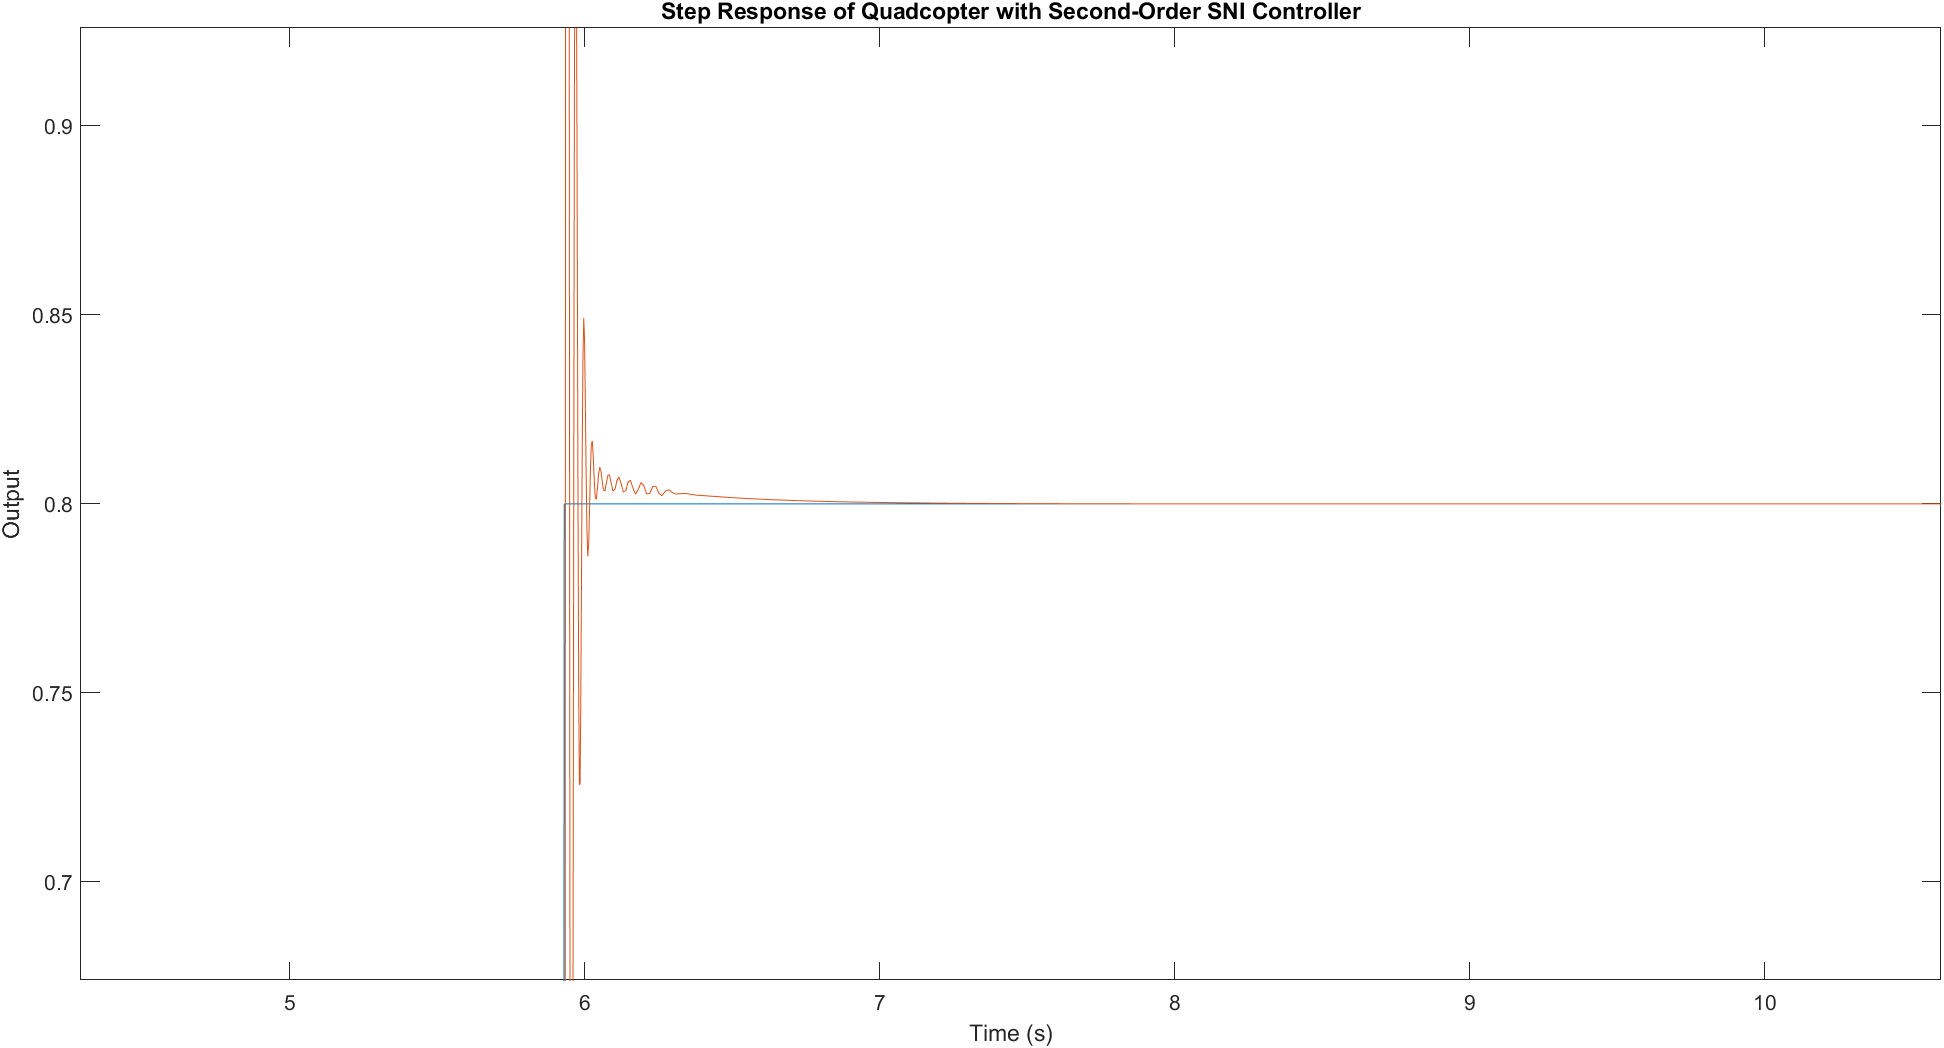 Step Response of Quadcopter with Second-Order SNI Controller
0.9
0.85
0.8
0.75
0.7
Output
5 6 7 8 9 10
Time (s)